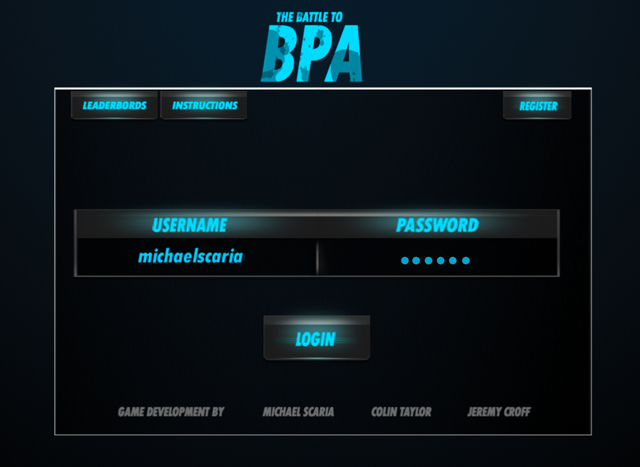 THE BATTLE TO
BPA
LEADERBORDS INSTRUCTIONS REGISTER
USERNAME PASSWORD
michaelscaria ●●●●●●
LOGIN
GAME DEVELOPMENT BY MICHAEL SCARIA COLIN TAYLOR JEREMY CROFF